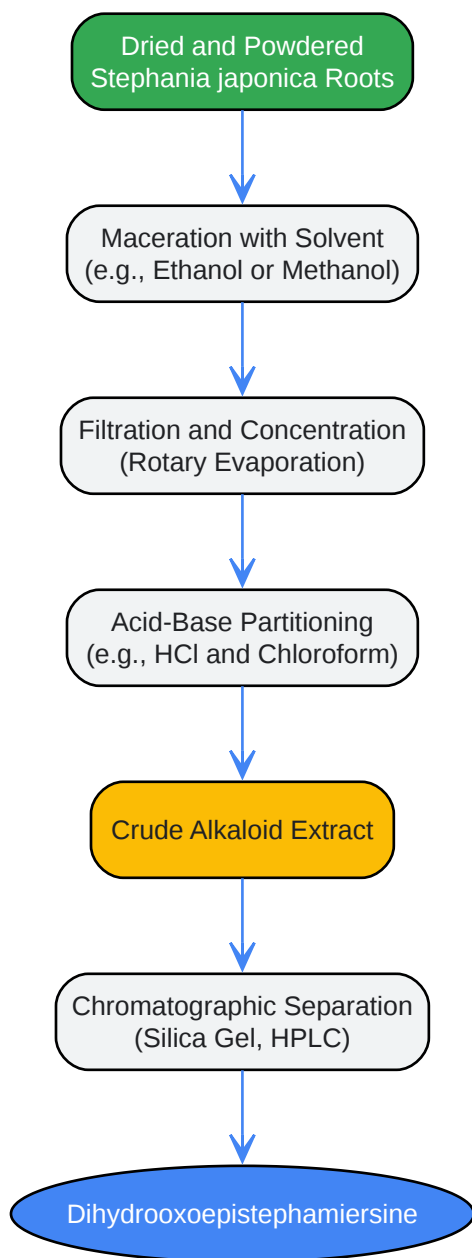 Dried and Powdered
Stephania japonica Roots
Maceration with Solvent
(e.g., Ethanol or Methanol)
Filtration and Concentration
(Rotary Evaporation)
Acid-Base Partitioning
(e.g., HCl and Chloroform)
Crude Alkaloid Extract
Chromatographic Separation
(Silica Gel, HPLC)
Dihydrooxoepistephamiersine